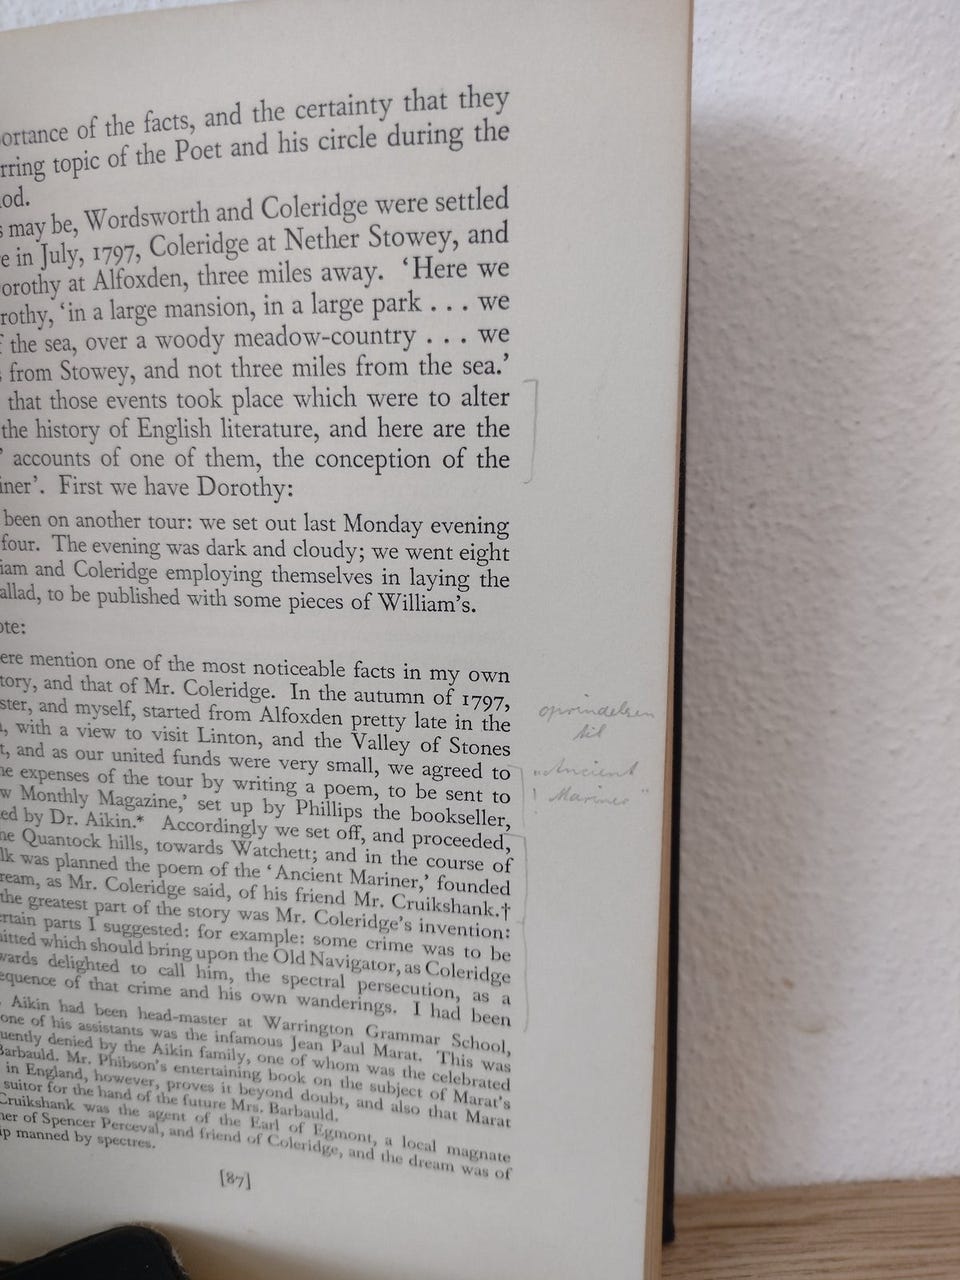 ortance of the facts, and the certainty that they
rring topic of the Poet and his circle during the
od.
s may be, Wordsworth and Coleridge were settled
e in July, 1797, Coleridge at Nether Stowey, and
orothy at Alfoxden, three miles away. ‘Here we
rothy, ‘in a large mansion, in a large park . . . we
f the sea, over a woody meadow-country . . . we
s from Stowey, and not three miles from the sea.’
that those events took place which were to alter
the history of English literature, and here are the
’ accounts of one of them, the conception of the
iner’. First we have Dorothy:
been on another tour: we set out last Monday evening
four. The evening was dark and cloudy; we went eight
iam and Coleridge employing themselves in laying the
allad, to be published with some pieces of William’s.
ote:
ere mention one of the most noticeable facts in my own
tory, and that of Mr. Coleridge. In the autumn of 1797,
ster, and myself, started from Alfoxden pretty late in the
, with a view to visit Linton, and the Valley of Stones
t, and as our united funds were very small, we agreed to
he expenses of the tour by writing a poem, to be sent to
w Monthly Magazine,’ set up by Phillips the bookseller,
ed by Dr. Aikin.* Accordingly we set off, and proceeded,
he Quantock hills, towards Watchett; and in the course of
lk was planned the poem of the ‘Ancient Mariner,’ founded
ream, as Mr. Coleridge said, of his friend Mr. Cruikshank.†
the greatest part of the story was Mr. Coleridge’s invention:
rtain parts I suggested: for example: some crime was to be
itted which should bring upon the Old Navigator, as Coleridge
wards delighted to call him, the spectral persecution, as a
equence of that crime and his own wanderings. I had been
. Aikin had been head-master at Warrington Grammar School,
one of his assistants was the infamous Jean Paul Marat. This was
uently denied by the Aikin family, one of whom was the celebrated
Barbauld. Mr. Phibson’s entertaining book on the subject of Marat’s
in England, however, proves it beyond doubt, and also that Marat
suitor for the hand of the future Mrs. Barbauld.
Cruikshank was the agent of the Earl of Egmont, a local magnate
her of Spencer Perceval, and friend of Coleridge, and the dream was of
ip manned by spectres.
[87]
oprindelsen
til
„Ancient
Mariner”